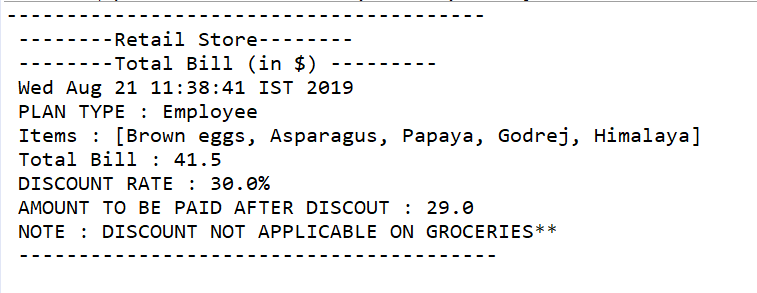 ----------------------------------------
--------Retail Store--------
--------Total Bill (in $) ---------
Wed Aug 21 11:38:41 IST 2019
PLAN TYPE : Employee
Items : [Brown eggs, Asparagus, Papaya, Godrej, Himalaya]
Total Bill : 41.5
DISCOUNT RATE : 30.0%
AMOUNT TO BE PAID AFTER DISCOUT : 29.0
NOTE : DISCOUNT NOT APPLICABLE ON GROCERIES**
----------------------------------------